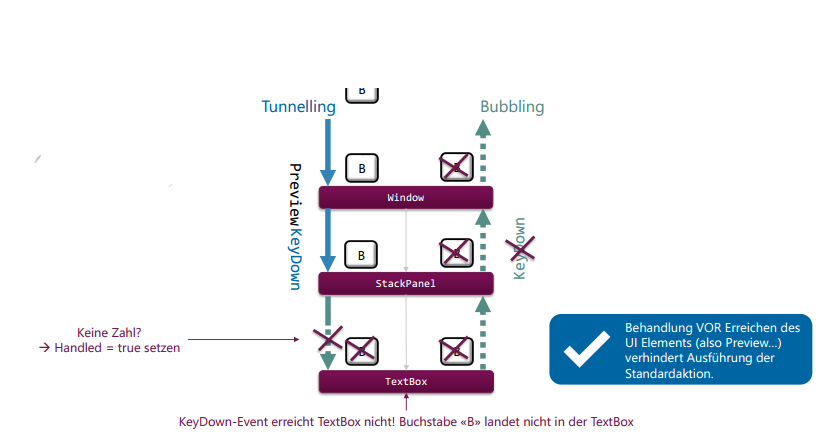 B
Tunnelling
Bubbling
B
B
Window
PreviewKeyDown
KeyDown
B
B
StackPanel
Keine Zahl?
→ Handled = true setzen
B
B
TextBox
Behandlung VOR Erreichen des
UI Elements (also Preview...)
verhindert Ausführung der
Standardaktion.
KeyDown-Event erreicht TextBox nicht! Buchstabe «B» landet nicht in der TextBox